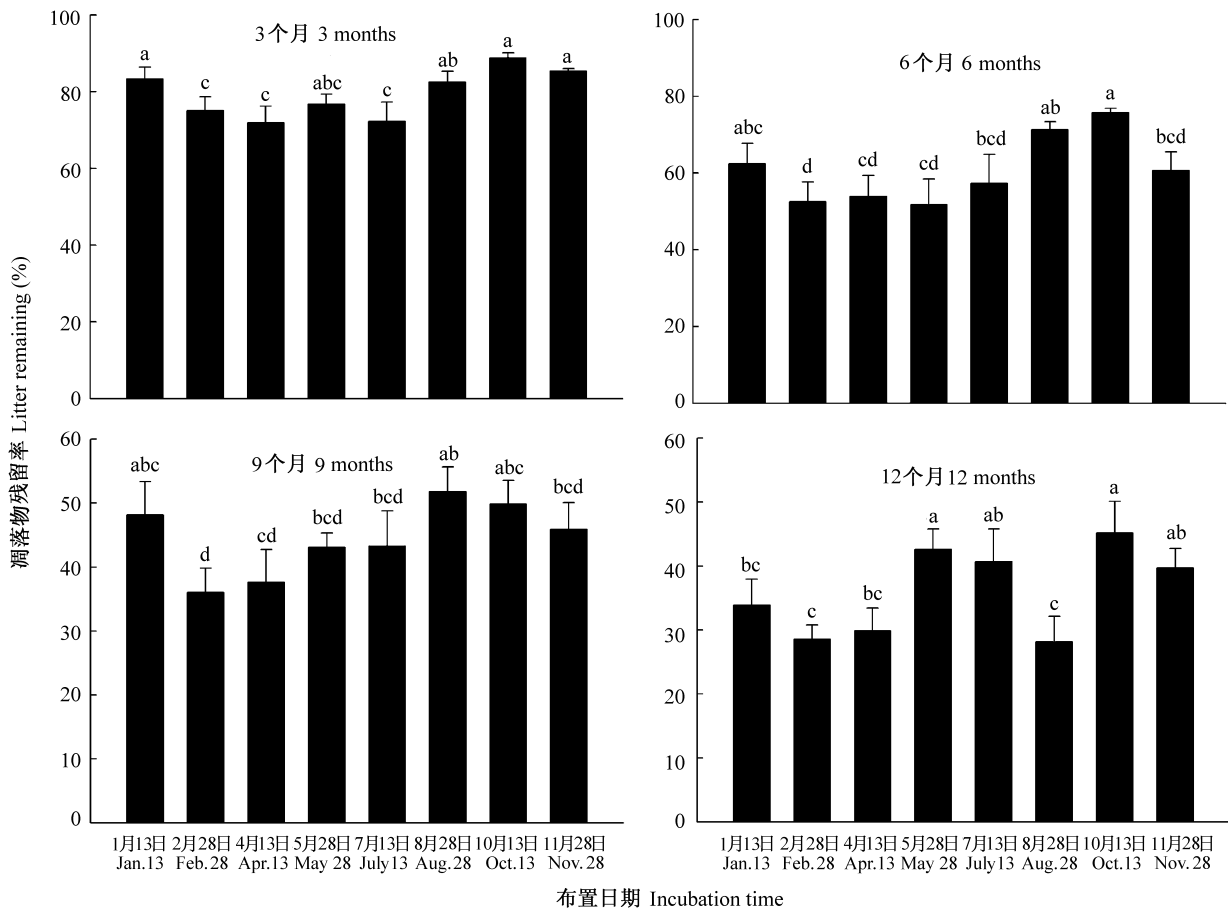 3个月 3 months
100
80
60
40
20
0
a
c
c
abc
c
ab
a
a
6个月 6 months
100
80
60
40
20
0
abc
d
cd
cd
bcd
ab
a
bcd
凋落物残留率 Litter remaining (%)
9个月 9 months
60
50
40
30
20
10
0
abc
d
cd
bcd
bcd
ab
abc
bcd
1月13日 2月28日 4月13日 5月28日 7月13日 8月28日 10月13日 11月28日
Jan.13 Feb.28 Apr.13 May 28 July13 Aug.28 Oct.13 Nov.28
12个月12 months
60
50
40
30
20
10
0
bc
c
bc
a
ab
c
a
ab
1月13日 2月28日 4月13日 5月28日 7月13日 8月28日 10月13日 11月28日
Jan.13 Feb.28 Apr.13 May 28 July13 Aug.28 Oct.13 Nov.28
布置日期 Incubation time